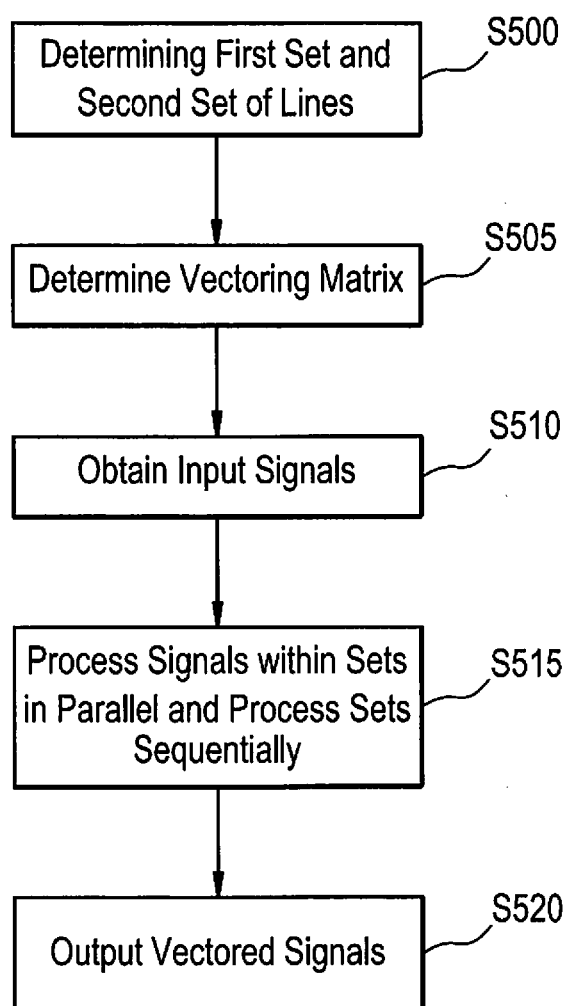 S500
Determining First Set and
Second Set of Lines
S505
Determine Vectoring Matrix
S510
Obtain Input Signals
S515
Process Signals within Sets
in Parallel and Process Sets
Sequentially
S520
Output Vectored Signals